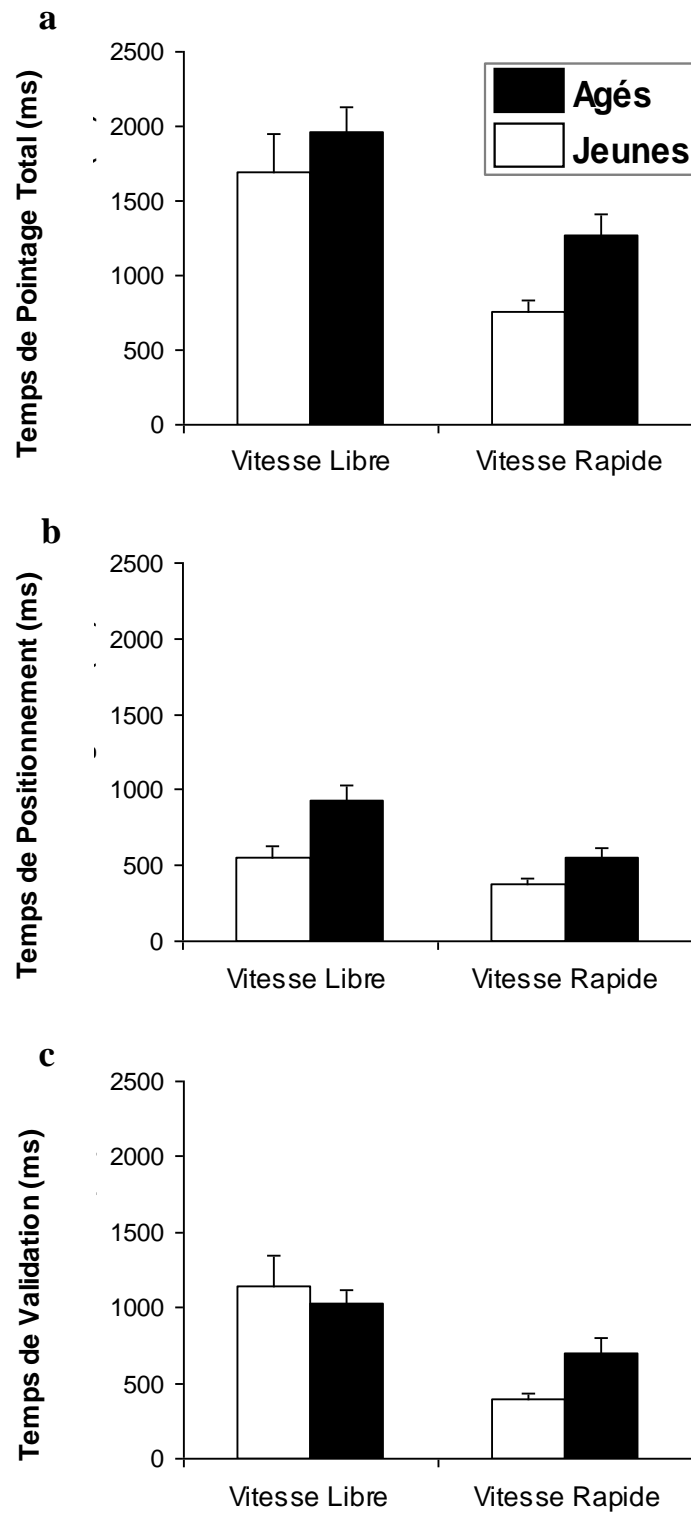 a
Temps de Pointage Total (ms)
2500
2000
1500
1000
500
0
Agés
Jeunes
Vitesse Libre
Vitesse Rapide
b
Temps de Positionnement (ms)
2500
2000
1500
1000
500
0
Vitesse Libre
Vitesse Rapide
c
Temps de Validation (ms)
2500
2000
1500
1000
500
0
Vitesse Libre
Vitesse Rapide